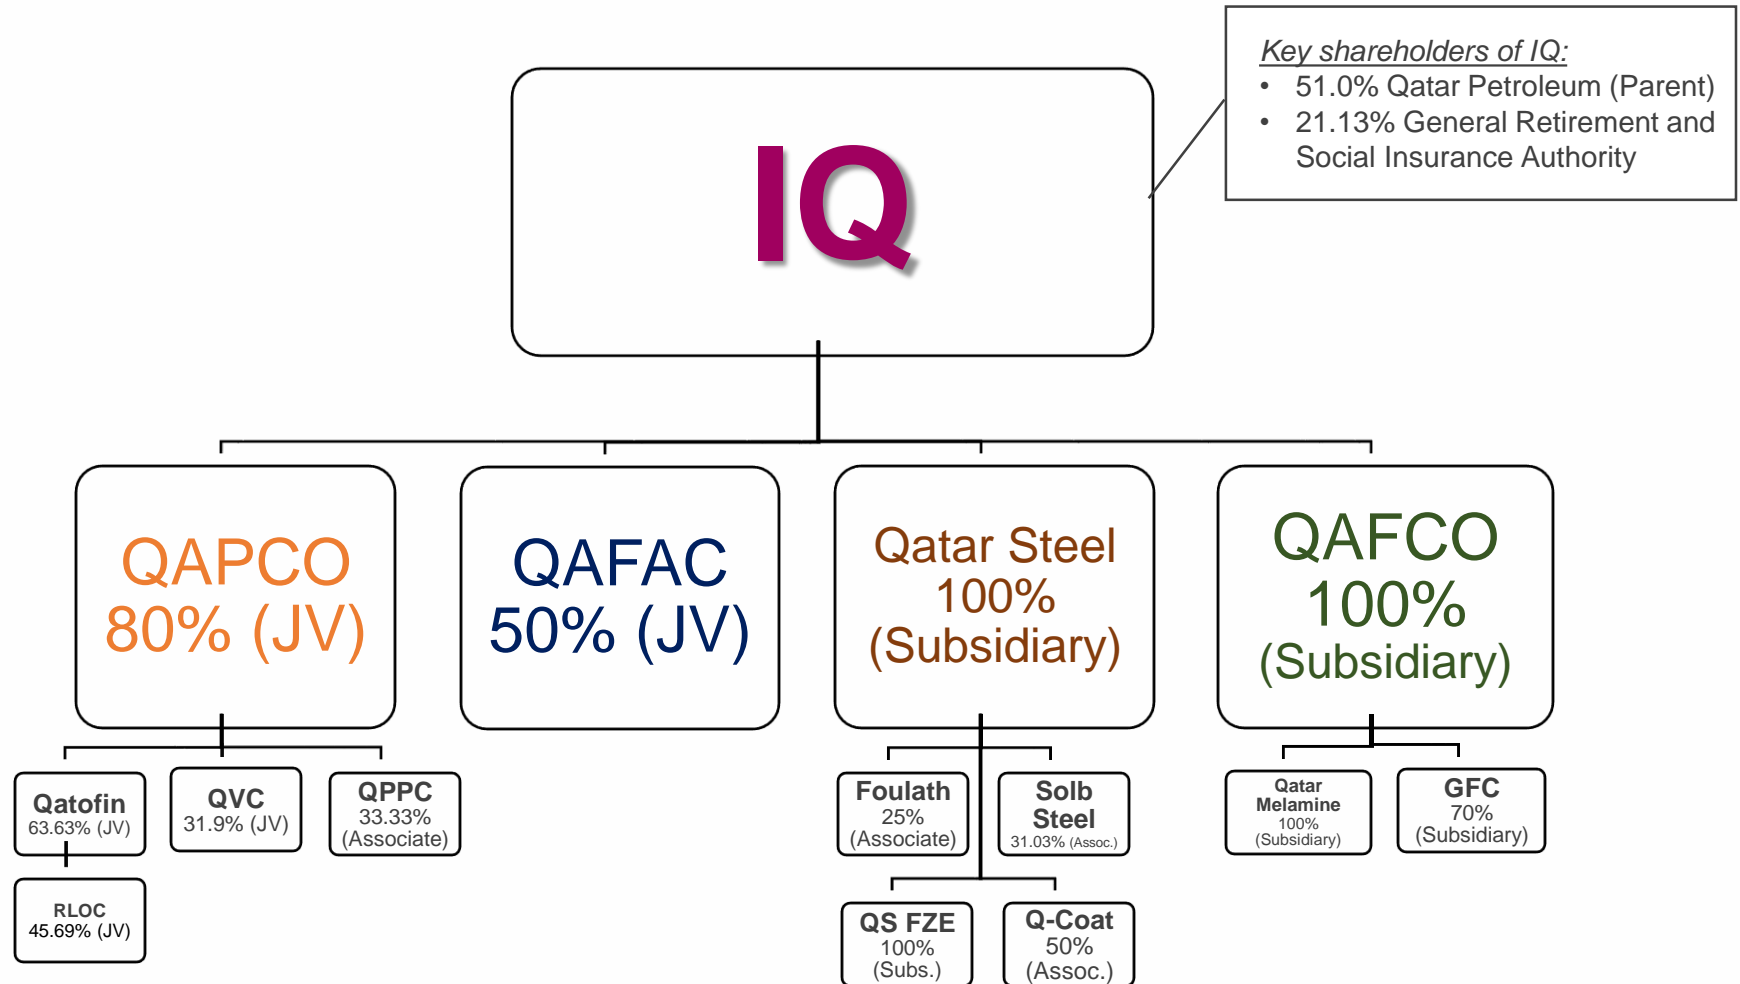 Key shareholders of IQ:
• 51.0% Qatar Petroleum (Parent)
• 21.13% General Retirement and
Social Insurance Authority
IQ
QAPCO
80% (JV)
QAFAC
50% (JV)
Qatar Steel
100%
(Subsidiary)
QAFCO
100%
(Subsidiary)
Qatofin
63.63% (JV)
QVC
31.9% (JV)
QPPC
33.33%
(Associate)
Foulath
25%
(Associate)
Solb
Steel
31.03% (Assoc.)
Qatar
Melamine
100%
(Subsidiary)
GFC
70%
(Subsidiary)
RLOC
45.69% (JV)
QS FZE
100%
(Subs.)
Q-Coat
50%
(Assoc.)